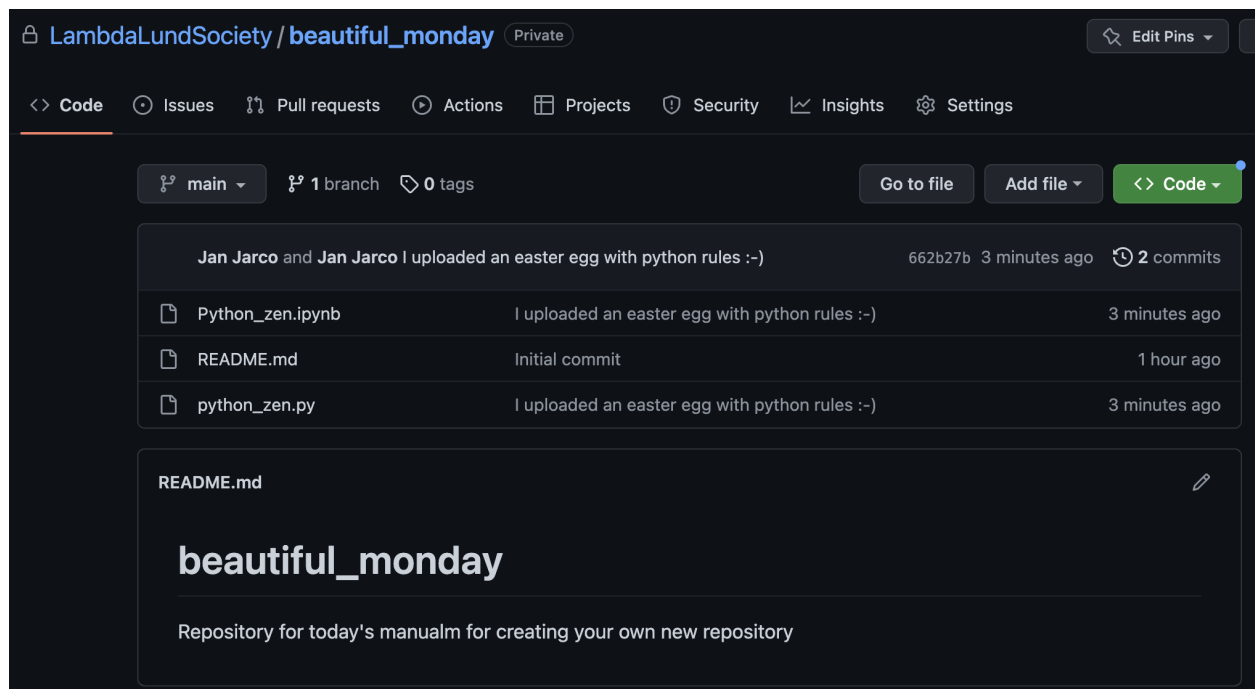 LambdaLundSociety / beautiful_monday Private Edit Pins
Code Issues Pull requests Actions Projects Security Insights Settings
main 1 branch 0 tags Go to file Add file Code
Jan Jarco and Jan Jarco I uploaded an easter egg with python rules :-) 662b27b 3 minutes ago 2 commits
Python_zen.ipynb I uploaded an easter egg with python rules :-) 3 minutes ago
README.md Initial commit 1 hour ago
python_zen.py I uploaded an easter egg with python rules :-) 3 minutes ago
README.md
beautiful_monday
Repository for today's manualm for creating your own new repository